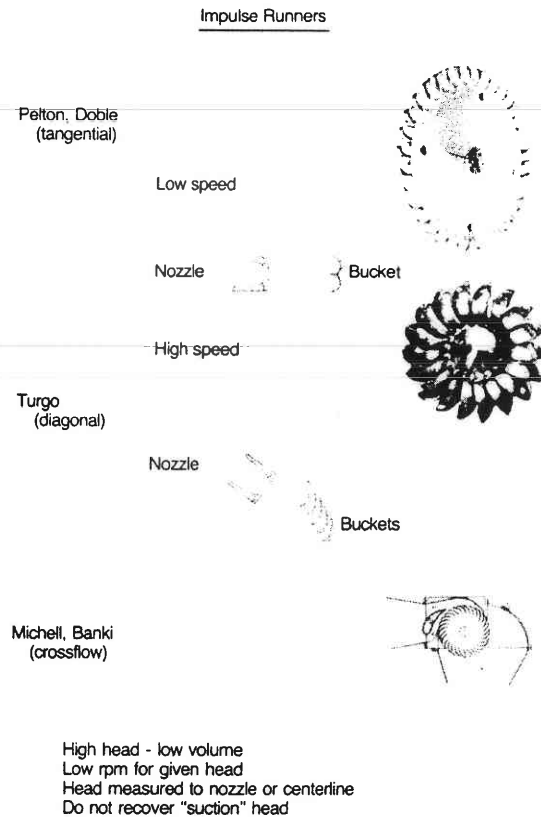 Impulse Runners
Pelton, Doble
(tangential)
Low speed
Nozzle
Bucket
High speed
Turgo
(diagonal)
Nozzle
Buckets
Michell, Banki
(crossflow)
High head - low volume
Low rpm for given head
Head measured to nozzle or centerline
Do not recover "suction" head